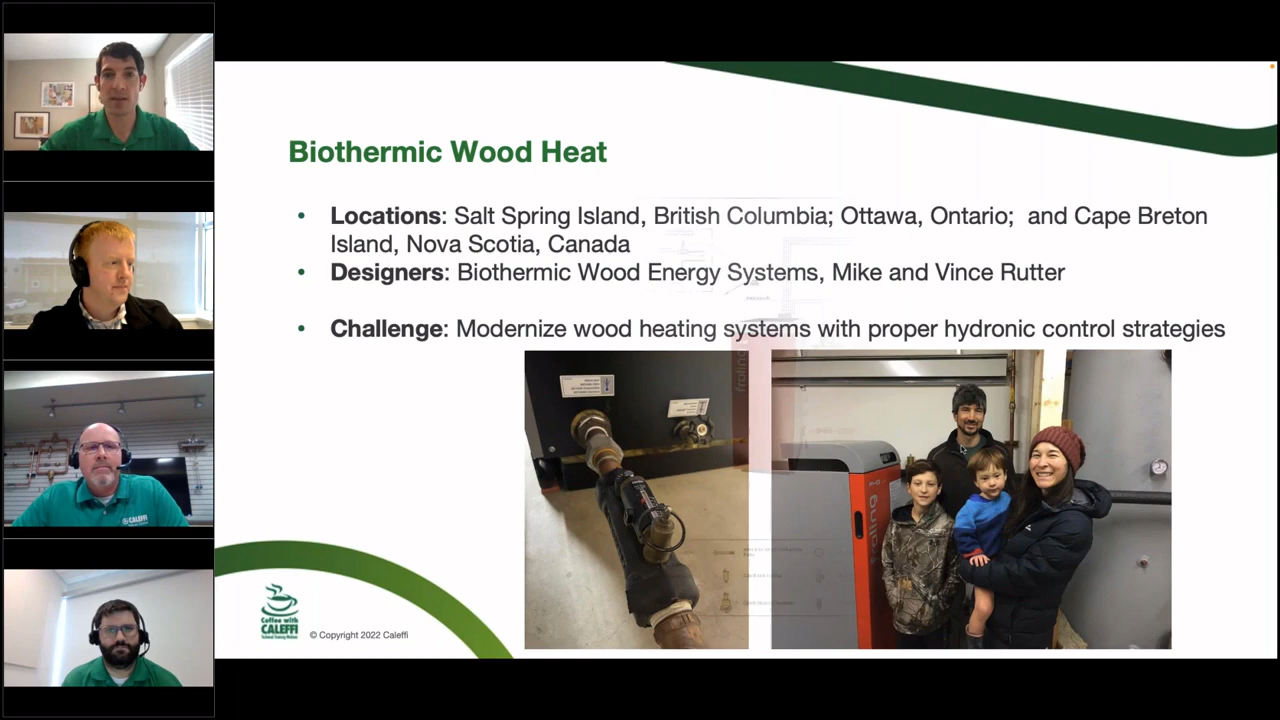 Biothermic Wood Heat
• Locations: Salt Spring Island, British Columbia; Ottawa, Ontario;  and Cape Breton
Island, Nova Scotia, Canada
• Designers: Biothermic Wood Energy Systems, Mike and Vince Rutter
• Challenge: Modernize wood heating systems with proper hydronic control strategies
froling
froling
CALEFFI
Coffee with
CALEFFI
© Copyright 2022 Caleffi